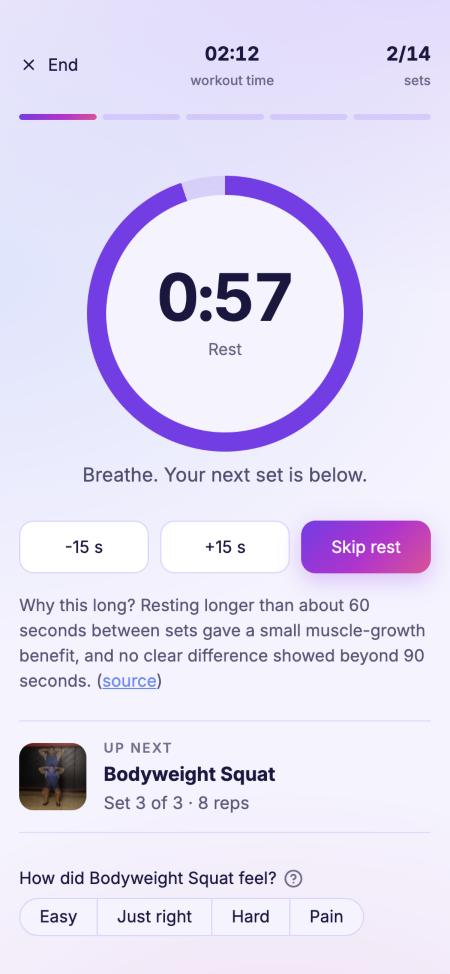 End
02:12
workout time
2/14
sets
0:57
Rest
Breathe. Your next set is below.
-15 s
+15 s
Skip rest
Why this long? Resting longer than about 60
seconds between sets gave a small muscle-growth
benefit, and no clear difference showed beyond 90
seconds. (source)
UP NEXT
Bodyweight Squat
Set 3 of 3 · 8 reps
How did Bodyweight Squat feel? ?
Easy
Just right
Hard
Pain